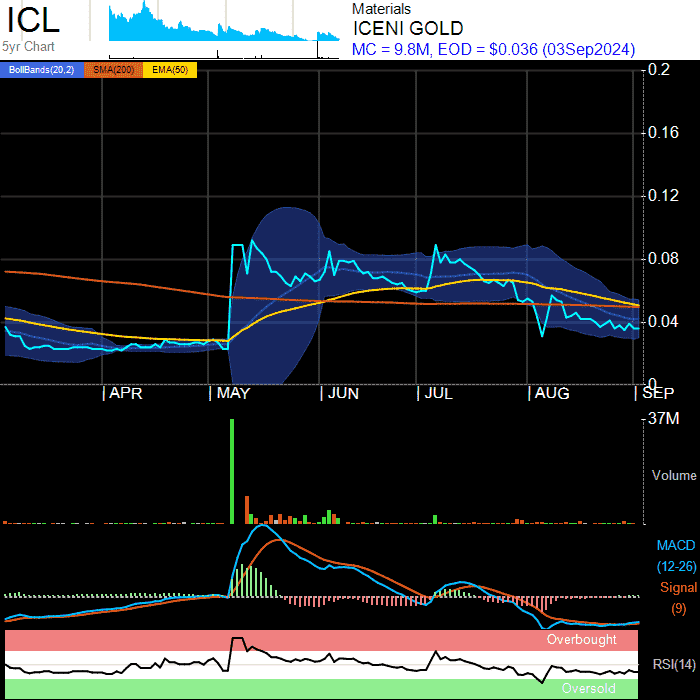 ICL
5yr Chart
Materials
ICENI GOLD
MC = 9.8M, EOD = $0.036 (03Sep2024)
BollBands(20,2) SMA(200) EMA(50)
0.2
0.16
0.12
0.08
0.04
0
APR MAY JUN JUL AUG SEP
37M
Volume
MACD
(12-26)
Signal
(9)
Overbought
RSI(14)
Oversold